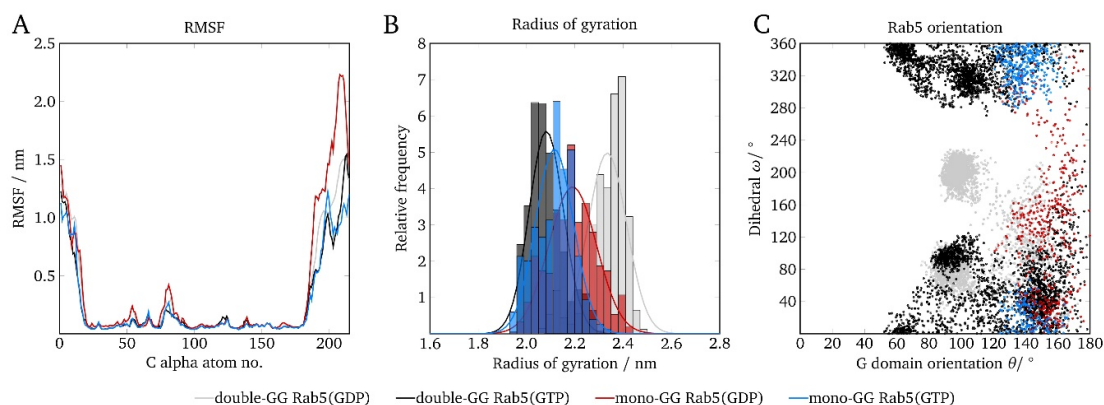 A
RMSF
RMSF / nm
2.5
2.0
1.5
1.0
0.5
0
50
100
150
200
C alpha atom no.
B
Radius of gyration
Relative frequency
8
7
6
5
4
3
2
1
0
1.6
2.0
2.2
2.4
2.6
2.8
Radius of gyration / nm
C
Rab5 orientation
Dihedral ω/ °
360
320
280
240
200
160
120
80
40
0
20
40
60
80
100
120
140
160
180
G domain orientation θ/ °
double-GG Rab5(GDP)
double-GG Rab5(GTP)
mono-GG Rab5(GDP)
mono-GG Rab5(GTP)